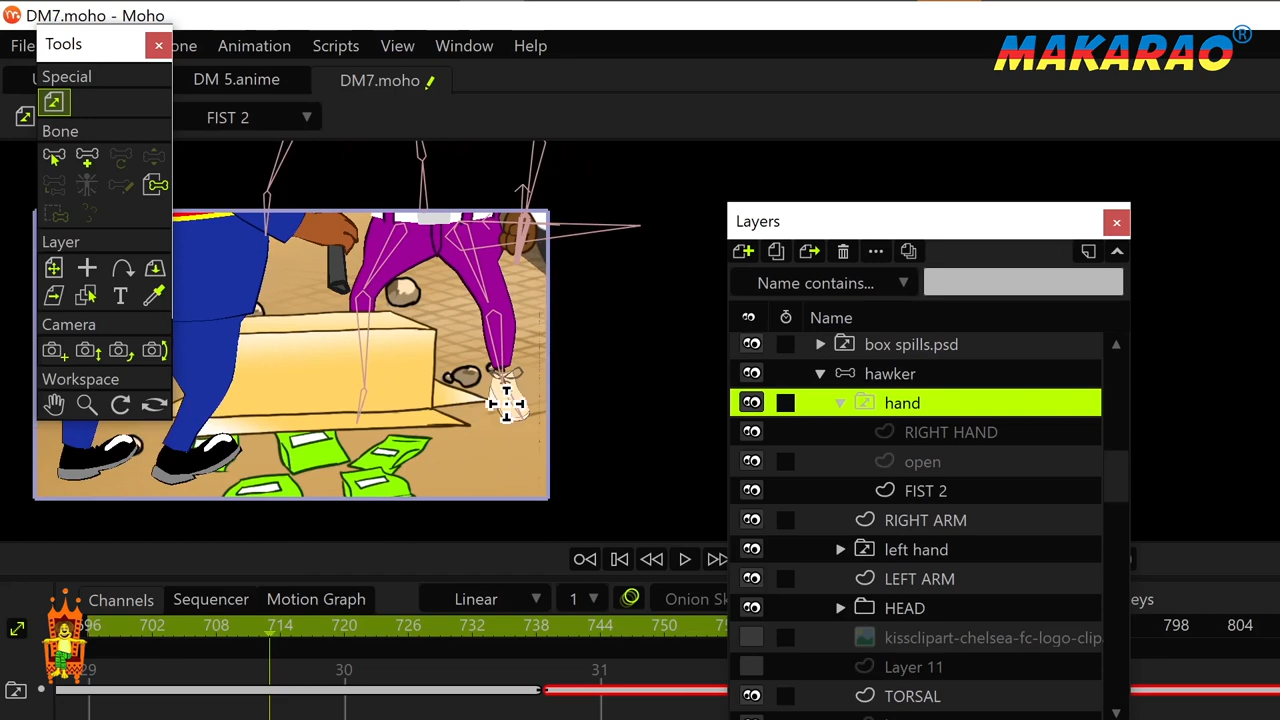 DM7.moho - Moho
MAKARAO®
File
one
Animation
Scripts
View
Window
Help
Tools
DM 5.anime
DM7.moho
FIST 2
Special
Bone
Layer
Camera
Workspace
Layers
Name contains...
Name
box spills.psd
hawker
hand
RIGHT HAND
open
FIST 2
RIGHT ARM
left hand
LEFT ARM
HEAD
kissclipart-chelsea-fc-logo-clip
Layer 11
TORSAL
Channels
Sequencer
Motion Graph
Linear
1
Onion Sk
eys
696 702 708 714 720 726 732 738 744 750 798 804
29 30 31